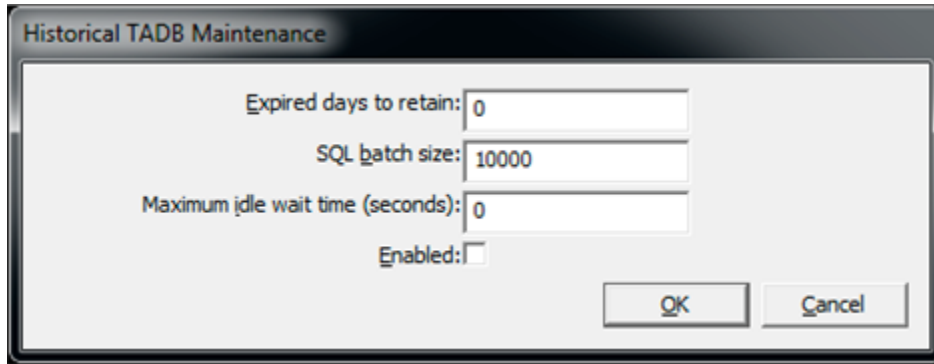 Historical TADB Maintenance
Expired days to retain: 0
SQL batch size: 10000
Maximum idle wait time (seconds): 0
Enabled:
OK Cancel